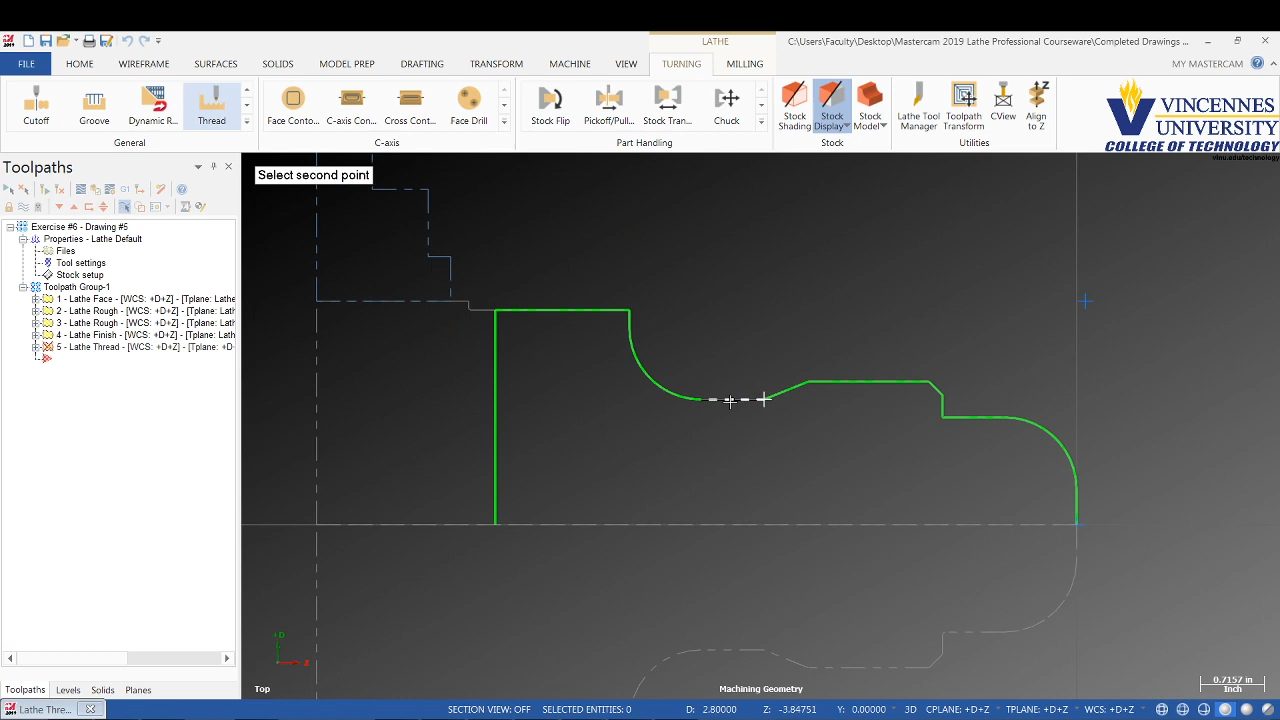 LATHE
C:\Users\Faculty\Desktop\Mastercam 2019 Lathe Professional Courseware\Completed Drawings ...
FILE HOME WIREFRAME SURFACES SOLIDS MODEL PREP DRAFTING TRANSFORM MACHINE VIEW TURNING MILLING MY MASTERCAM
Cutoff Groove Dynamic R... Thread Face Conto... C-axis Con... Cross Cont... Face Drill Stock Flip Pickoff/Pull... Stock Tran... Chuck Stock Shading Stock Display Stock Model Lathe Tool Manager Toolpath Transform CView Align to Z
General C-axis Part Handling Stock Utilities
VINCENNES
UNIVERSITY
COLLEGE OF TECHNOLOGY
vinu.edu/technology
Toolpaths
Select second point
G1
Exercise #6 - Drawing #5
Properties - Lathe Default
Files
Tool settings
Stock setup
Toolpath Group-1
1 - Lathe Face - [WCS: +D+Z] - [Tplane: Lath
2 - Lathe Rough - [WCS: +D+Z] - [Tplane: Lat
3 - Lathe Rough - [WCS: +D+Z] - [Tplane: Lat
4 - Lathe Finish - [WCS: +D+Z] - [Tplane: Lat
5 - Lathe Thread - [WCS: +D+Z] - [Tplane: +D
+D
Z
Toolpaths Levels Solids Planes
Top
Machining Geometry
0.7157 in
Inch
Lathe Thre...
SECTION VIEW: OFF SELECTED ENTITIES: 0 D: 2.80000 Z: -3.84751 Y: 0.00000 3D CPLANE: +D+Z TPLANE: +D+Z WCS: +D+Z